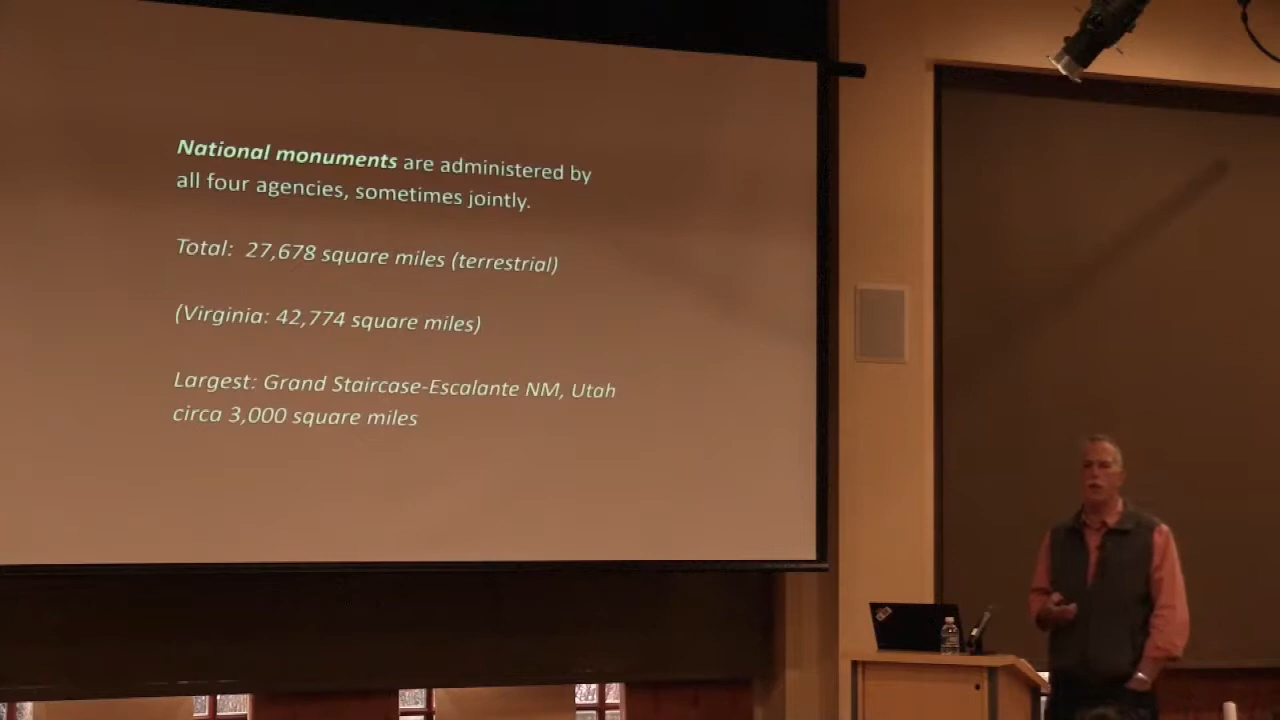 National monuments are administered by
all four agencies, sometimes jointly.
Total: 27,678 square miles (terrestrial)
(Virginia: 42,774 square miles)
Largest: Grand Staircase-Escalante NM, Utah
circa 3,000 square miles